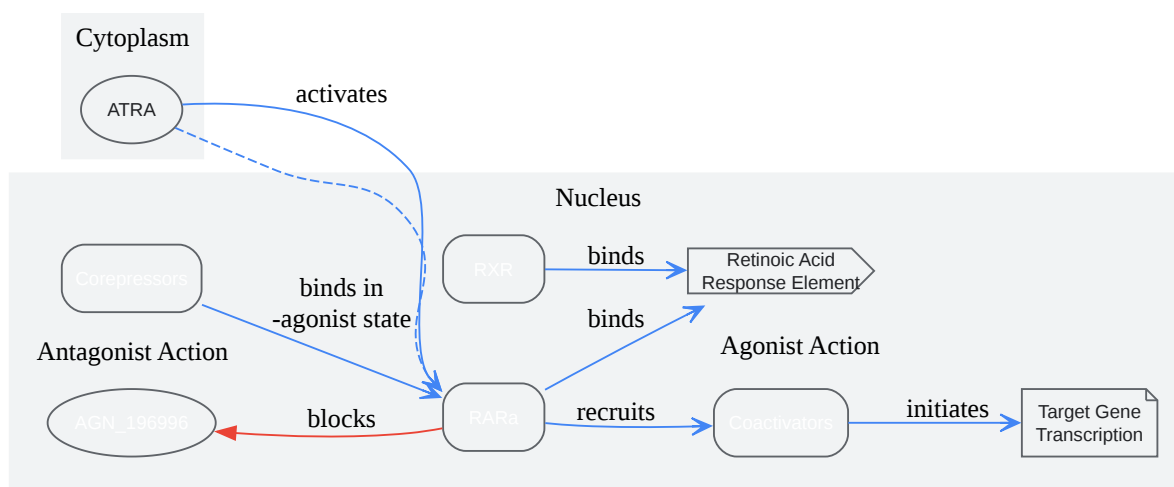 Cytoplasm
ATRA
activates
Nucleus
Corepressors
RXR
binds
Retinoic Acid
Response Element
binds in
-agonist state
binds
Antagonist Action
Agonist Action
AGN_196996
blocks
RARa
recruits
Coactivators
initiates
Target Gene
Transcription